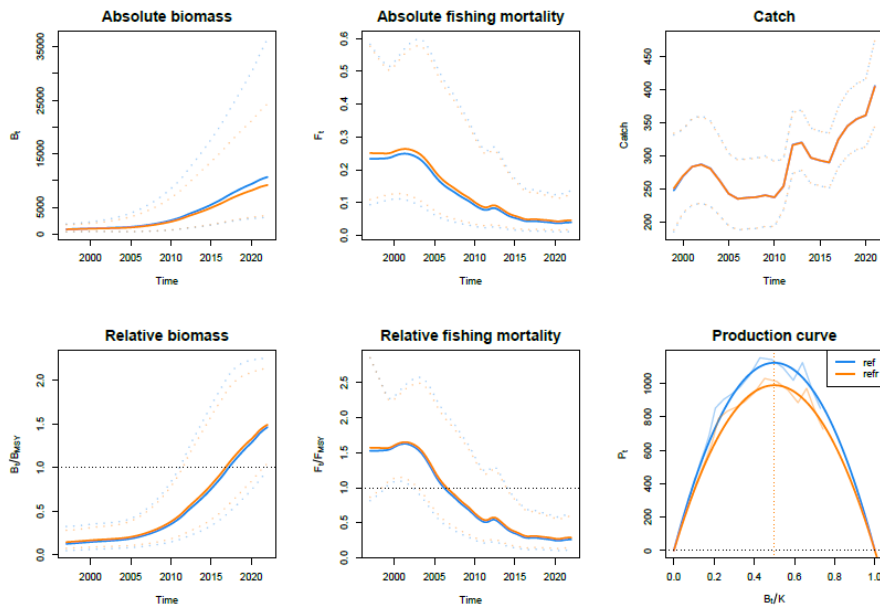 Absolute biomass
Absolute fishing mortality
Catch
Bt
35000
25000
15000
5000
0
2000 2005 2010 2015 2020
Time
Ft
0.6
0.5
0.4
0.3
0.2
0.1
0.0
2000 2005 2010 2015 2020
Time
Catch
450
400
350
300
250
200
2000 2005 2010 2015 2020
Time
Relative biomass
Relative fishing mortality
Production curve
Bt/BMSY
2.0
1.5
1.0
0.5
0.0
2000 2005 2010 2015 2020
Time
Ft/FMSY
2.5
2.0
1.5
1.0
0.5
0.0
2000 2005 2010 2015 2020
Time
Pt
1000
800
600
400
200
0
0.0 0.2 0.4 0.6 0.8 1.0
Bt/K
ref
refr